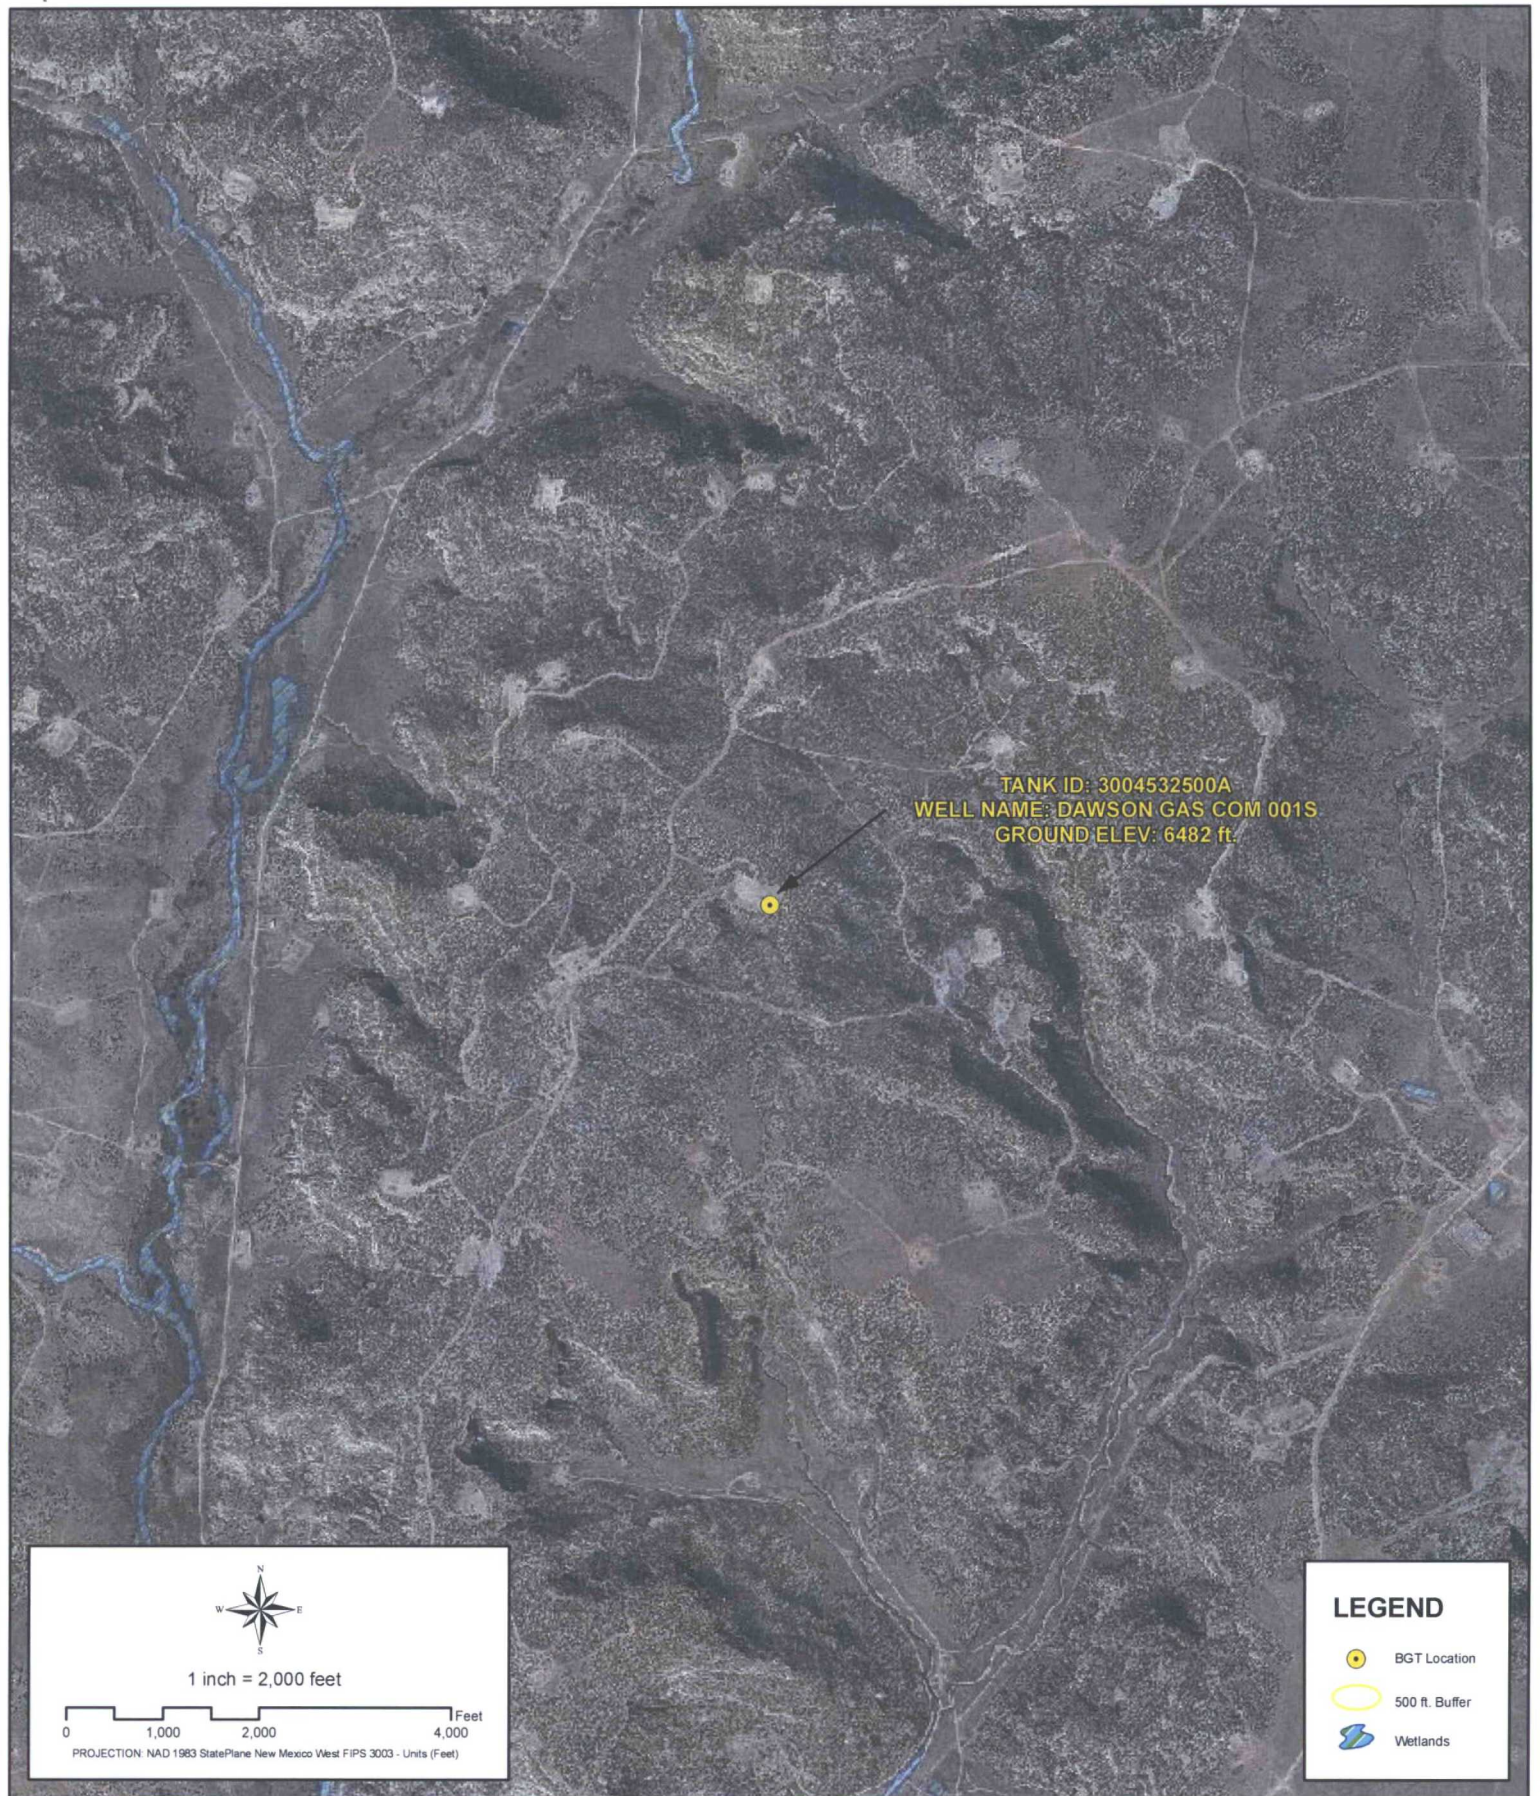 TANK ID: 3004532500A
WELL NAME: DAWSON GAS COM 001S
GROUND ELEV: 6482 ft.
N
W E
S
1 inch = 2,000 feet
Feet
0 1,000 2,000 4,000
PROJECTION: NAD 1983 StatePlane New Mexico West FIPS 3003 - Units (Feet)
LEGEND
BGT Location
500 ft. Buffer
Wetlands